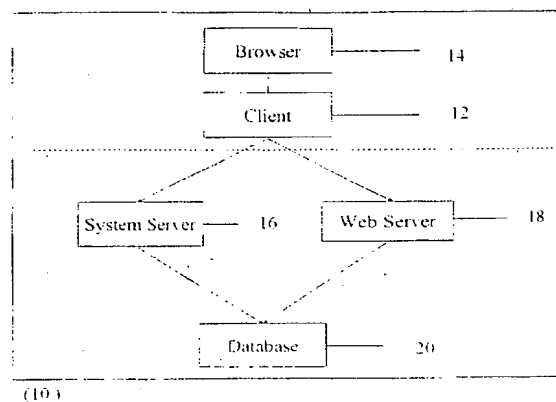 Browser 14
Client 12
System Server 16 Web Server 18
Database 20
(10)